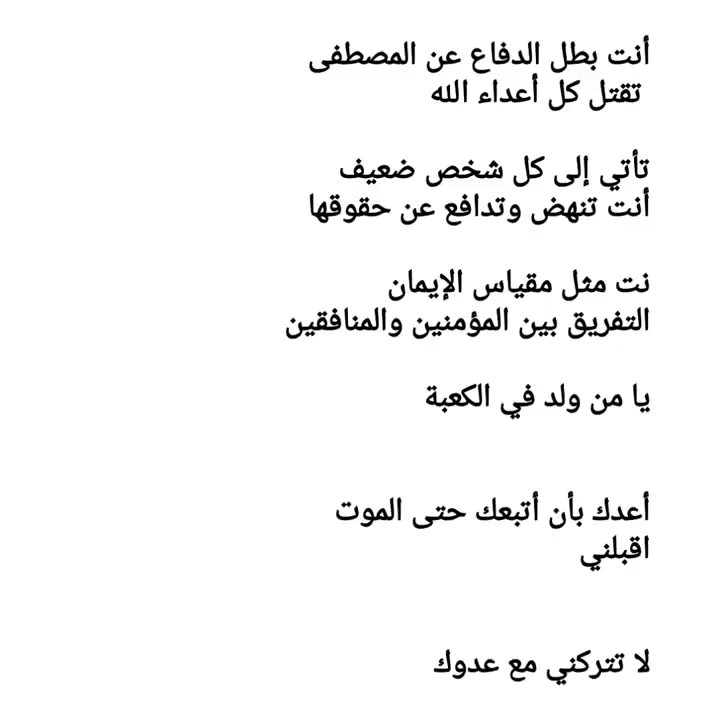 أنت بطل الدفاع عن المصطفى
تقتل كل أعداء الله
تأتي إلى كل شخص ضعيف
أنت تنهض وتدافع عن حقوقها
نت مثل مقياس الإيمان
التفريق بين المؤمنين والمنافقين
يا من ولد في الكعبة
أعدك بأن أتبعك حتى الموت
اقبلني
لا تتركني مع عدوك